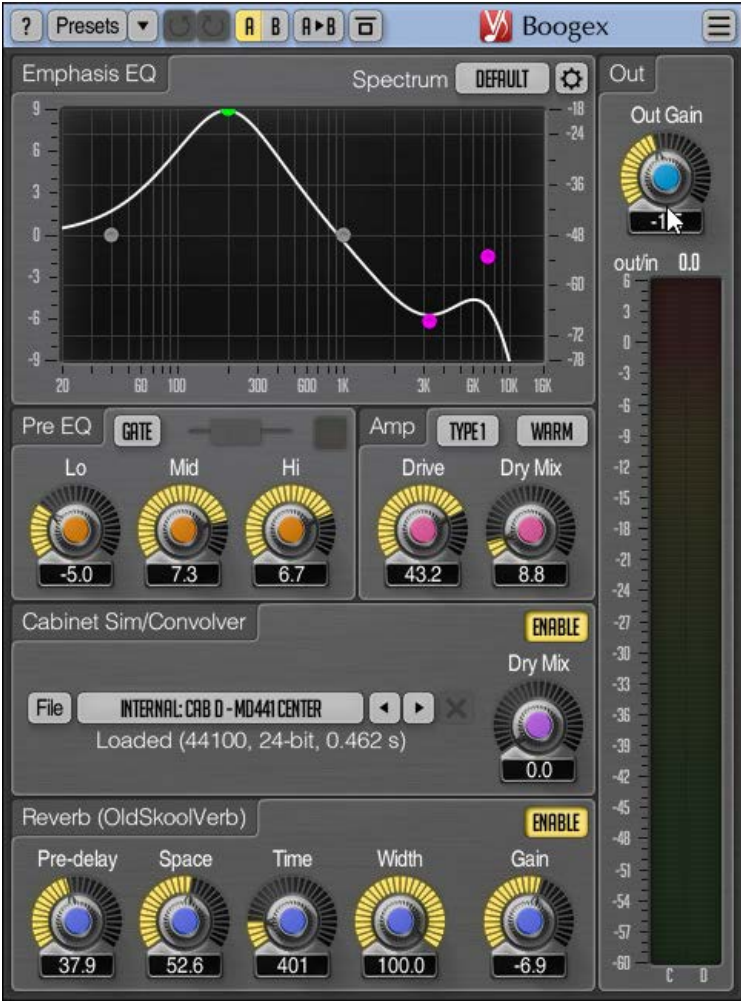 ? Presets ▼ A B A▸B Boogex
Emphasis EQ Spectrum DEFAULT
9 -18
-24
6
3 -36
0 -48
-3
-60
-6
-72
-9 -78
20 60 100 300 600 1K 3K 6K 10K 16K
Pre EQ GATE
Lo Mid Hi
-5.0 7.3 6.7
Amp TYPE1 WARM
Drive Dry Mix
43.2 8.8
Cabinet Sim/Convolver ENABLE
Dry Mix
File INTERNAL: CAB D - MD441 CENTER
Loaded (44100, 24-bit, 0.462 s)
0.0
Reverb (OldSkoolVerb) ENABLE
Pre-delay Space Time Width Gain
37.9 52.6 401 100.0 -6.9
Out
Out Gain
out/in 0.0
6
3
0
-3
-6
-9
-12
-15
-18
-21
-24
-27
-30
-33
-36
-39
-42
-45
-48
-51
-54
-57
-60